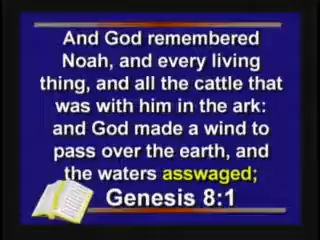 And God remembered
Noah, and every living
thing, and all the cattle that
was with him in the ark:
and God made a wind to
pass over the earth, and
the waters asswaged;
Genesis 8:1